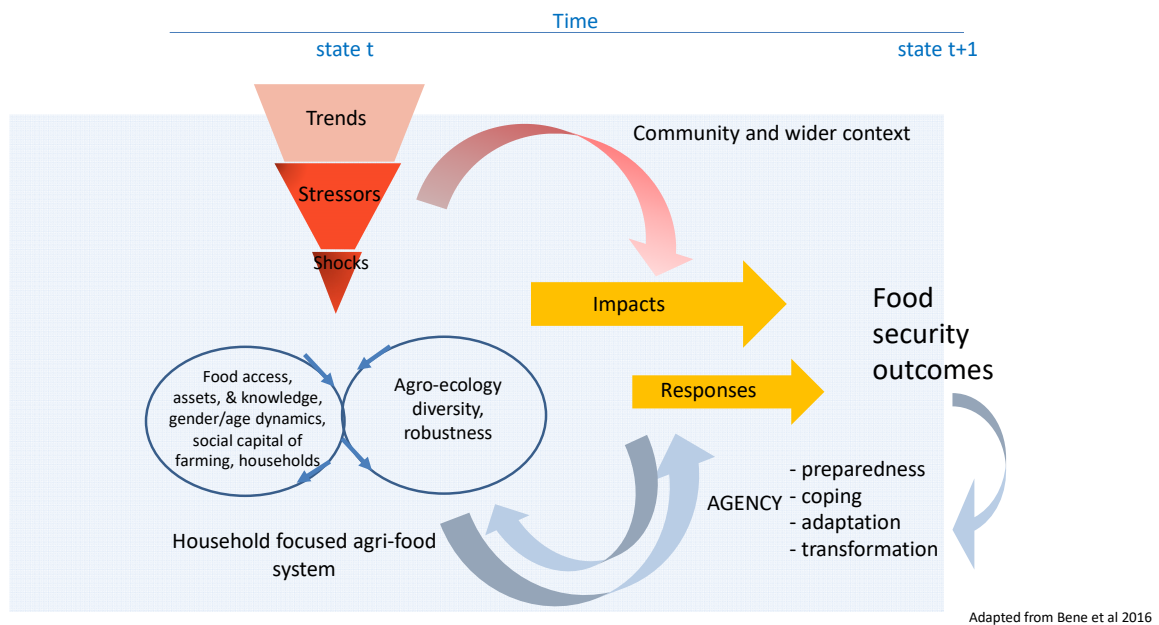 Time
state t
state t+1
Trends
Stressors
Shocks
Community and wider context
Impacts
Food
security
outcomes
Responses
Food access,
assets, & knowledge,
gender/age dynamics,
social capital of
farming, households
Agro-ecology
diversity,
robustness
AGENCY
- preparedness
- coping
- adaptation
- transformation
Household focused agri-food
system
Adapted from Bene et al 2016